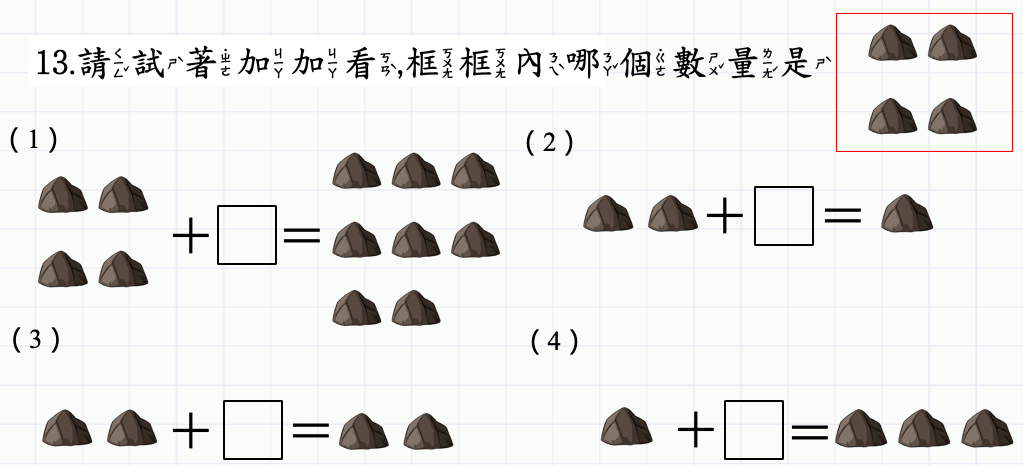 13.請試著加加看,框框內哪個數量是
(1)
(2)
+ □ =
+ □ =
(3)
(4)
+ □ =
+ □ =